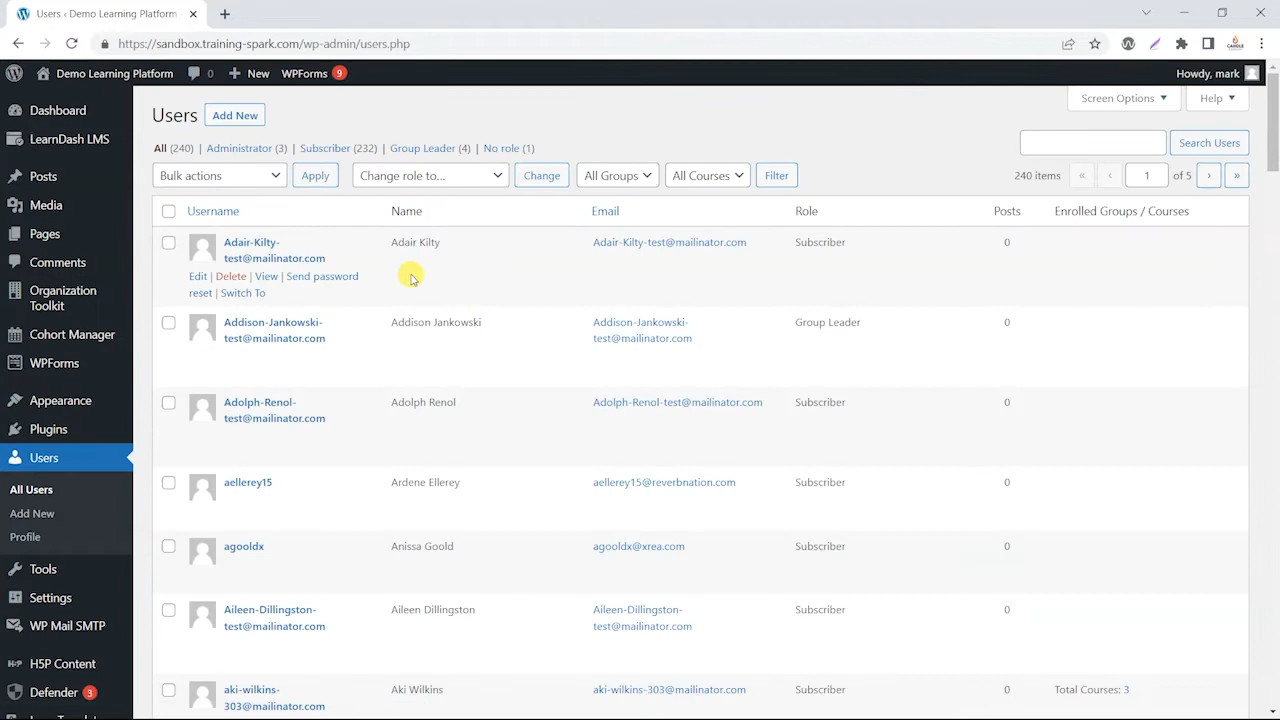 Users ‹ Demo Learning Platform
https://sandbox.training-spark.com/wp-admin/users.php
Demo Learning Platform 0 New WPForms 9 Howdy, mark
Screen Options Help
Dashboard
LearnDash LMS
Posts
Media
Pages
Comments
Organization
Toolkit
Cohort Manager
WPForms
Appearance
Plugins
Users
All Users
Add New
Profile
Tools
Settings
WP Mail SMTP
H5P Content
Defender 3
Users Add New
All (240) | Administrator (3) | Subscriber (232) | Group Leader (4) | No role (1)
Search Users
Bulk actions Apply Change role to... Change All Groups All Courses Filter 240 items « ‹ 1 of 5 › »
Username Name Email Role Posts Enrolled Groups / Courses
Adair-Kilty- Adair Kilty Adair-Kilty-test@mailinator.com Subscriber 0
test@mailinator.com
Edit | Delete | View | Send password
reset | Switch To
Addison-Jankowski- Addison Jankowski Addison-Jankowski- Group Leader 0
test@mailinator.com test@mailinator.com
Adolph-Renol- Adolph Renol Adolph-Renol-test@mailinator.com Subscriber 0
test@mailinator.com
aellerey15 Ardene Ellerey aellerey15@reverbnation.com Subscriber 0
agooldx Anissa Goold agooldx@xrea.com Subscriber 0
Aileen-Dillingston- Aileen Dillingston Aileen-Dillingston- Subscriber 0
test@mailinator.com test@mailinator.com
aki-wilkins- Aki Wilkins aki-wilkins-303@mailinator.com Subscriber 0 Total Courses: 3
303@mailinator.com